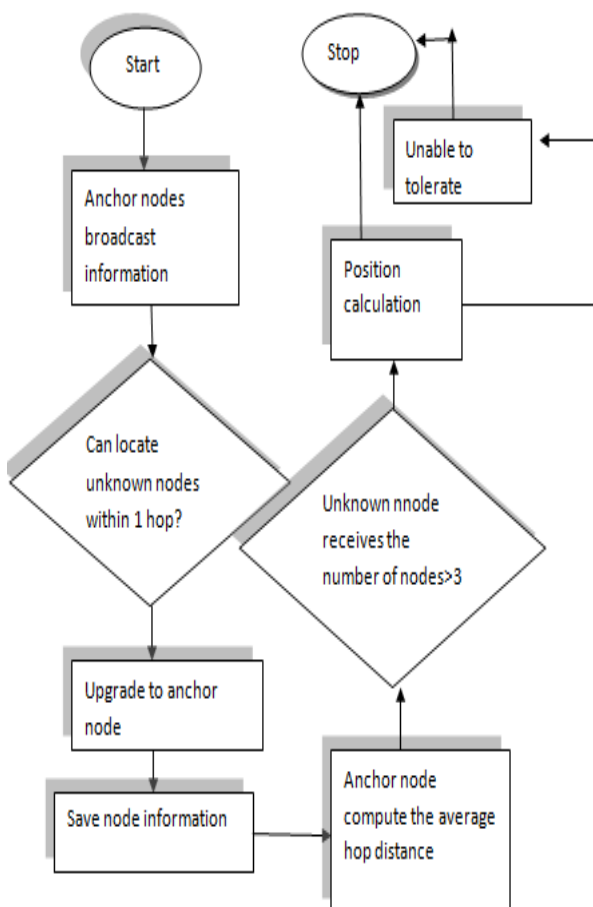 Start
Anchor nodes
broadcast
information
Can locate
unknown nodes
within 1 hop?
Upgrade to anchor
node
Save node information
Anchor node
compute the average
hop distance
Unknown nnode
receives the
number of nodes>3
Position
calculation
Unable to
tolerate
Stop